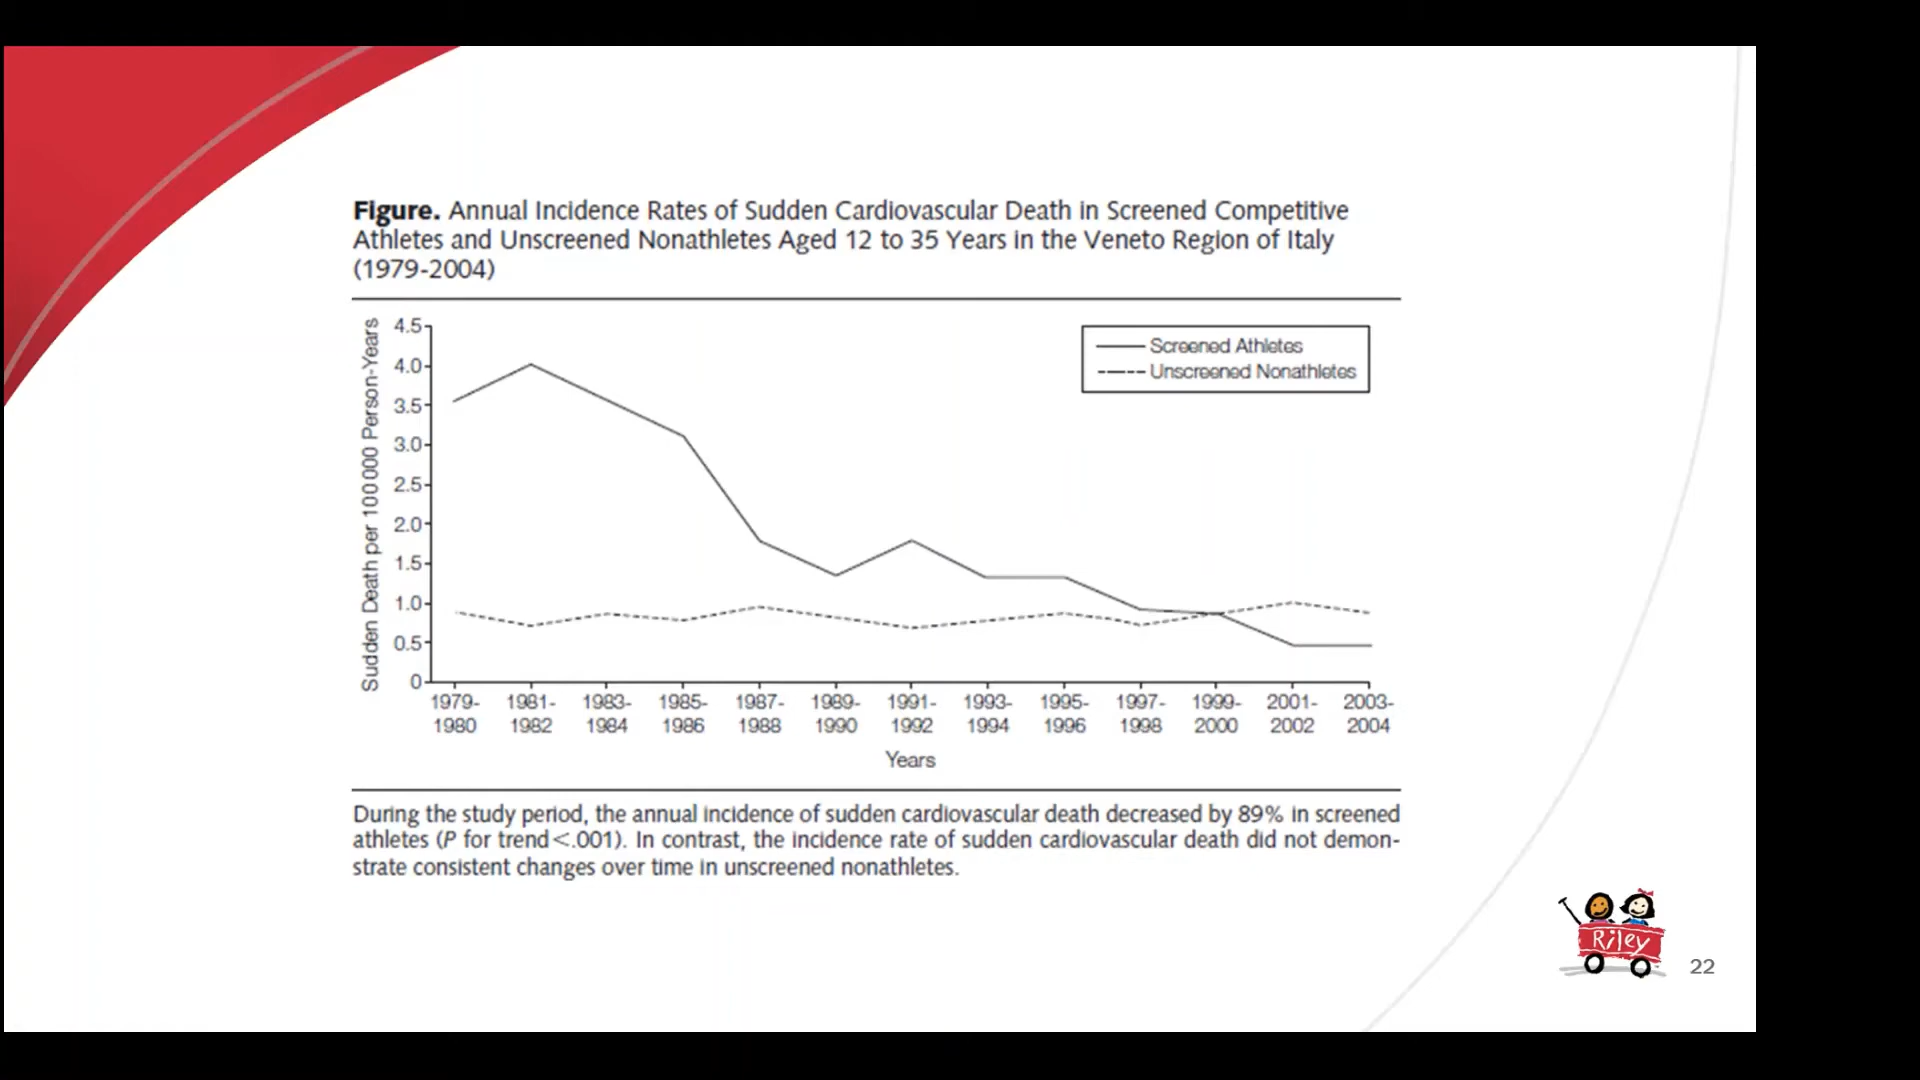 Figure. Annual Incidence Rates of Sudden Cardiovascular Death in Screened Competitive
Athletes and Unscreened Nonathletes Aged 12 to 35 Years in the Veneto Region of Italy
(1979-2004)
Sudden Death per 100 000 Person-Years
4.5
4.0
3.5
3.0
2.5
2.0
1.5
1.0
0.5
0
Screened Athletes
Unscreened Nonathletes
1979- 1981- 1983- 1985- 1987- 1989- 1991- 1993- 1995- 1997- 1999- 2001- 2003-
1980 1982 1984 1986 1988 1990 1992 1994 1996 1998 2000 2002 2004
Years
During the study period, the annual incidence of sudden cardiovascular death decreased by 89% in screened
athletes (P for trend<.001). In contrast, the incidence rate of sudden cardiovascular death did not demon-
strate consistent changes over time in unscreened nonathletes.
Riley
22